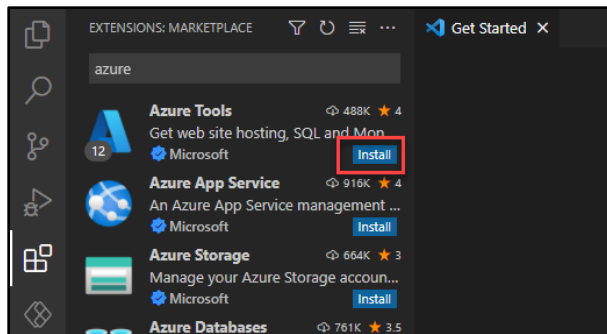 EXTENSIONS: MARKETPLACE
Get Started
azure
Azure Tools 488K ★ 4
Get web site hosting, SQL and Mon...
12
Microsoft Install
Azure App Service 916K ★ 4
An Azure App Service management ...
Microsoft Install
Azure Storage 664K ★ 3
Manage your Azure Storage accoun...
Microsoft Install
Azure Databases 761K ★ 3.5